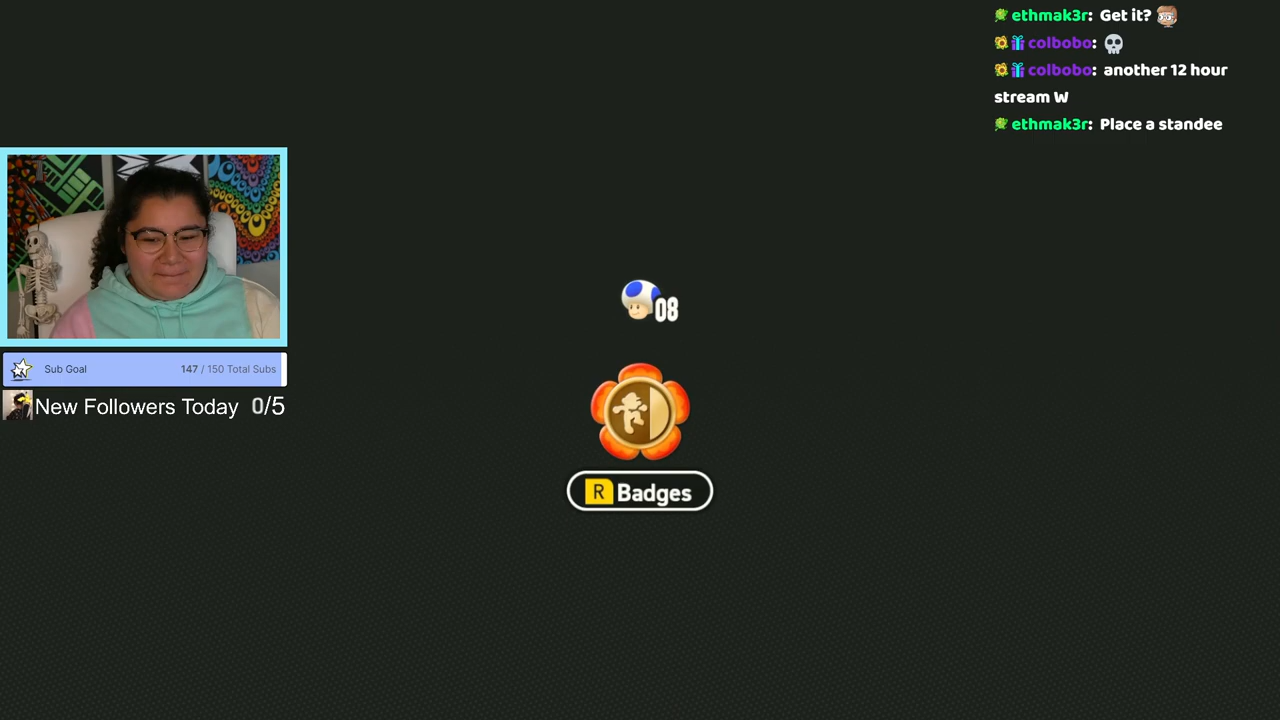 ethmak3r: Get it?
colbobo:
colbobo: another 12 hour
stream W
ethmak3r: Place a standee
08
Sub Goal 147 / 150 Total Subs
New Followers Today 0/5
R Badges